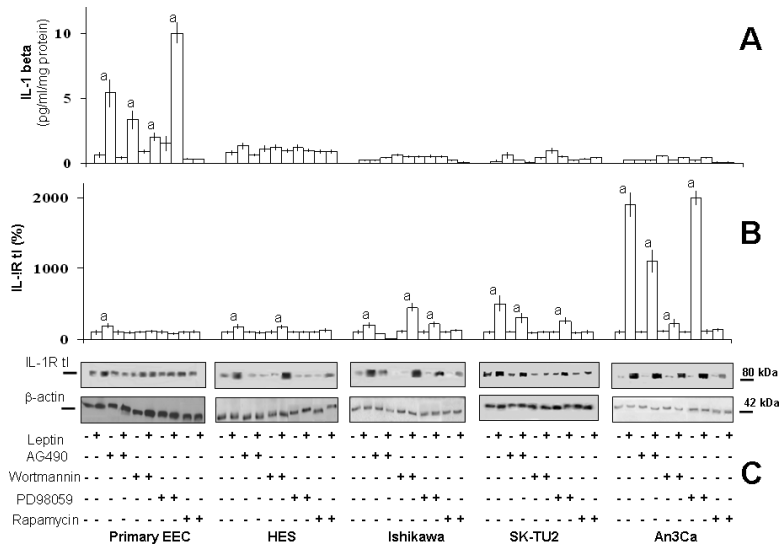 A
IL-1 beta
(pg/ml/mg protein)
10
5
0
a
a
a
a
B
IL-!R tI (%)
2000
1000
0
a
a
a
a
a
a
a
a
a
a
a
a
a
IL-1R tI
80 kDa
β-actin
42 kDa
C
Leptin - + - + - + - + - + - + - + - + - + - + - + - + - + - + - + - + - + - + - + - + - + - + - + - + - +
AG490 - - + + - - - - - - - - + + - - - - - - - - + + - - - - - - - - + + - - - - - - - - + + - - - - - -
Wortmannin - - - - + + - - - - - - - - + + - - - - - - - - + + - - - - - - - - + + - - - - - - - - + + - - - -
PD98059 - - - - - - + + - - - - - - - - + + - - - - - - - - + + - - - - - - - - + + - - - - - - - - + + - -
Rapamycin - - - - - - - - + + - - - - - - - - + + - - - - - - - - + + - - - - - - - - + + - - - - - - - - + +
Primary EEC HES Ishikawa SK-TU2 An3Ca